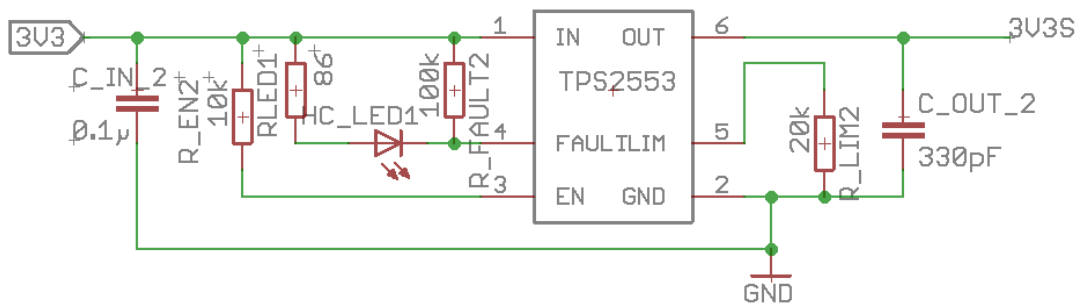 3V3
C_IN_2
0.1µ
R_EN2
10k
RLED1
86
HC_LED1
100k
R_FAULT2
1
IN
OUT
6
3V3S
TPS2553
4
FAULT
ILIM
5
3
EN
GND
2
20k
R_LIM2
C_OUT_2
330pF
GND